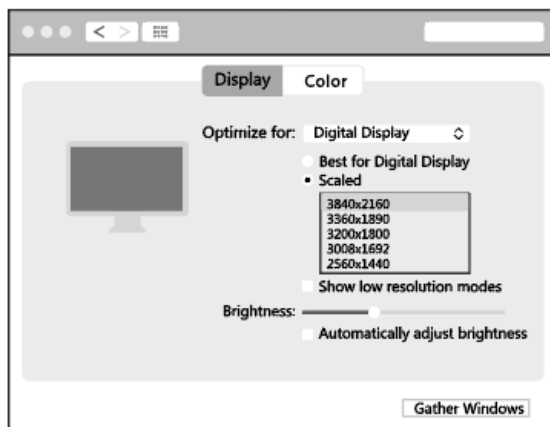 Display Color
Optimize for: Digital Display
Best for Digital Display
Scaled
3840x2160
3360x1890
3200x1800
3008x1692
2560x1440
Show low resolution modes
Brightness:
Automatically adjust brightness
Gather Windows